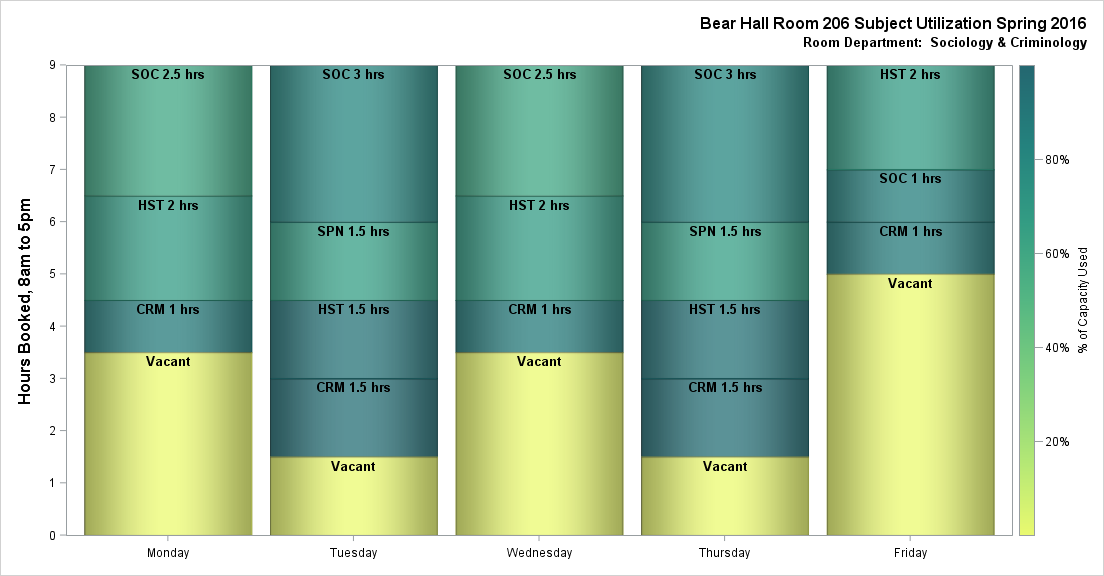 Bear Hall Room 206 Subject Utilization Spring 2016
Room Department:  Sociology & Criminology
Hours Booked, 8am to 5pm
9
8
7
6
5
4
3
2
1
0
SOC 2.5 hrs
HST 2 hrs
CRM 1 hrs
Vacant
SOC 3 hrs
SPN 1.5 hrs
HST 1.5 hrs
CRM 1.5 hrs
Vacant
SOC 2.5 hrs
HST 2 hrs
CRM 1 hrs
Vacant
SOC 3 hrs
SPN 1.5 hrs
HST 1.5 hrs
CRM 1.5 hrs
Vacant
HST 2 hrs
SOC 1 hrs
CRM 1 hrs
Vacant
Monday
Tuesday
Wednesday
Thursday
Friday
80%
60%
40%
20%
% of Capacity Used